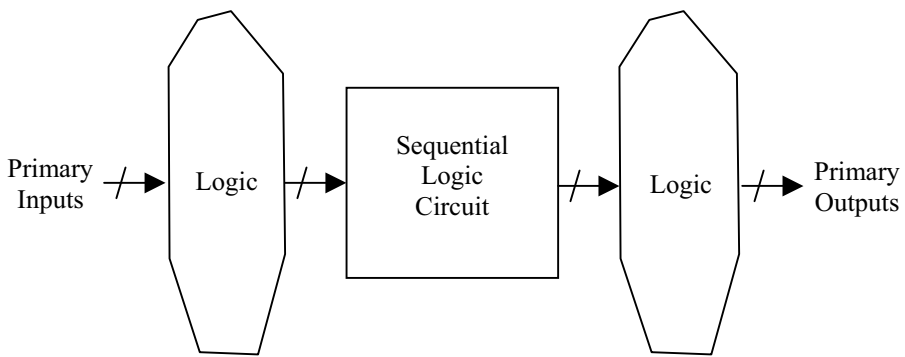 Primary
Inputs
Logic
Sequential
Logic
Circuit
Logic
Primary
Outputs